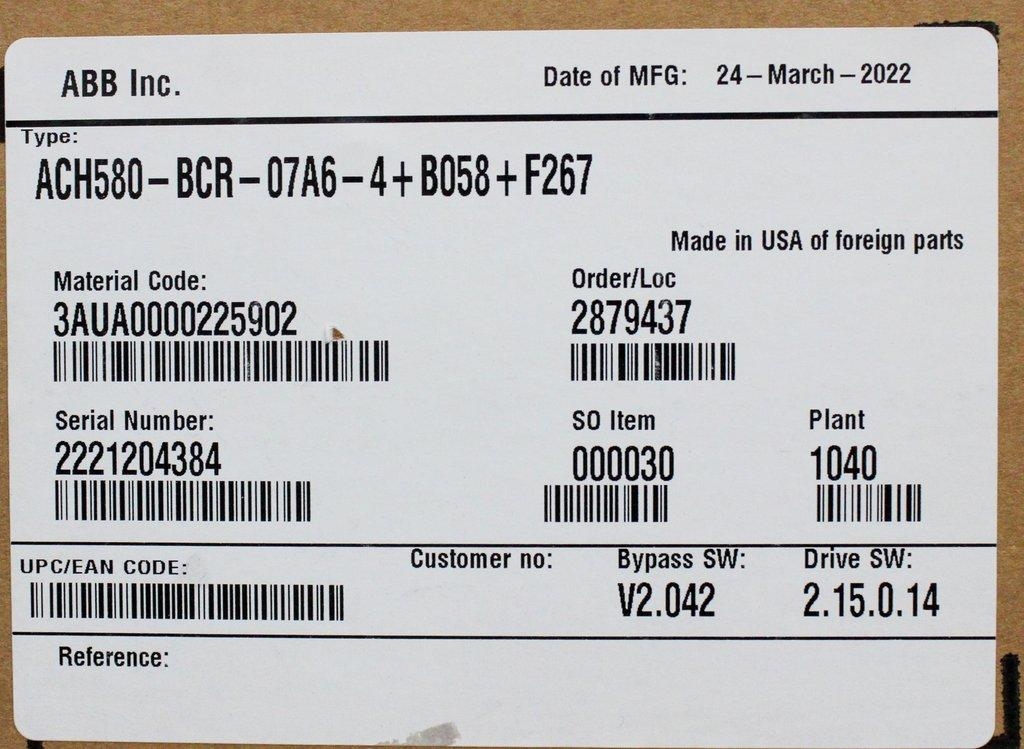 ABB Inc.
Date of MFG: 24-March-2022
Type:
ACH580-BCR-07A6-4+B058+F267
Made in USA of foreign parts
Material Code:
3AUA0000225902
Order/Loc
2879437
Serial Number:
2221204384
SO Item
000030
Plant
1040
UPC/EAN CODE:
Customer no:
Bypass SW:
V2.042
Drive SW:
2.15.0.14
Reference: